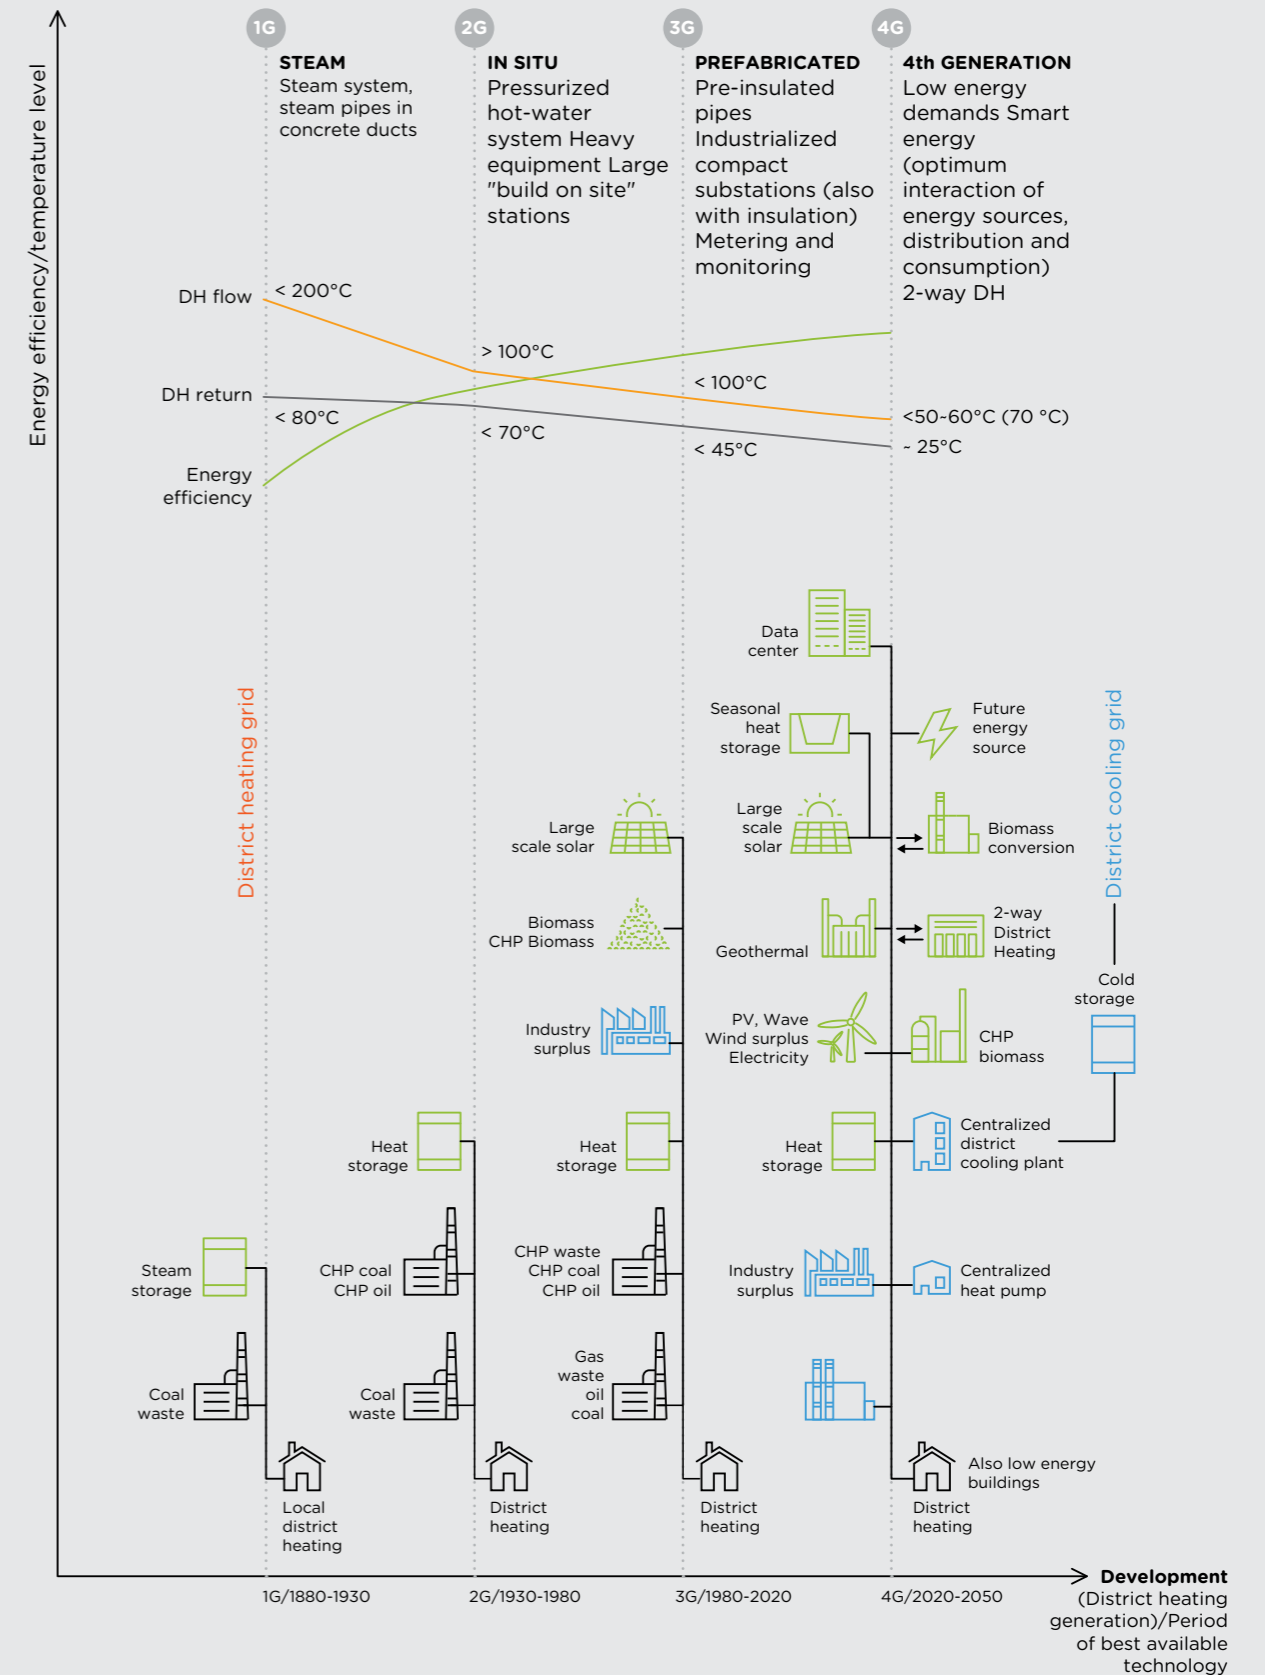 1G
2G
3G
4G
Energy efficiency/temperature level
STEAM
Steam system,
steam pipes in
concrete ducts
IN SITU
Pressurized
hot-water
system Heavy
equipment Large
"build on site"
stations
PREFABRICATED
Pre-insulated
pipes
Industrialized
compact
substations (also
with insulation)
Metering and
monitoring
4th GENERATION
Low energy
demands Smart
energy
(optimum
interaction of
energy sources,
distribution and
consumption)
2-way DH
DH flow
< 200°C
> 100°C
< 100°C
<50~60°C (70 °C)
DH return
< 80°C
< 70°C
< 45°C
~ 25°C
Energy
efficiency
District heating grid
District cooling grid
Data
center
Seasonal
heat
storage
Future
energy
source
Large
scale solar
Large
scale
solar
Biomass
conversion
Biomass
CHP Biomass
Geothermal
2-way
District
Heating
Cold
storage
Industry
surplus
PV, Wave
Wind surplus
Electricity
CHP
biomass
Heat
storage
Heat
storage
Heat
storage
Centralized
district
cooling plant
Steam
storage
CHP coal
CHP oil
CHP waste
CHP coal
CHP oil
Industry
surplus
Centralized
heat pump
Coal
waste
Coal
waste
Gas
waste
oil
coal
Local
district
heating
District
heating
District
heating
District
heating
Also low energy
buildings
1G/1880-1930
2G/1930-1980
3G/1980-2020
4G/2020-2050
Development
(District heating
generation)/Period
of best available
technology